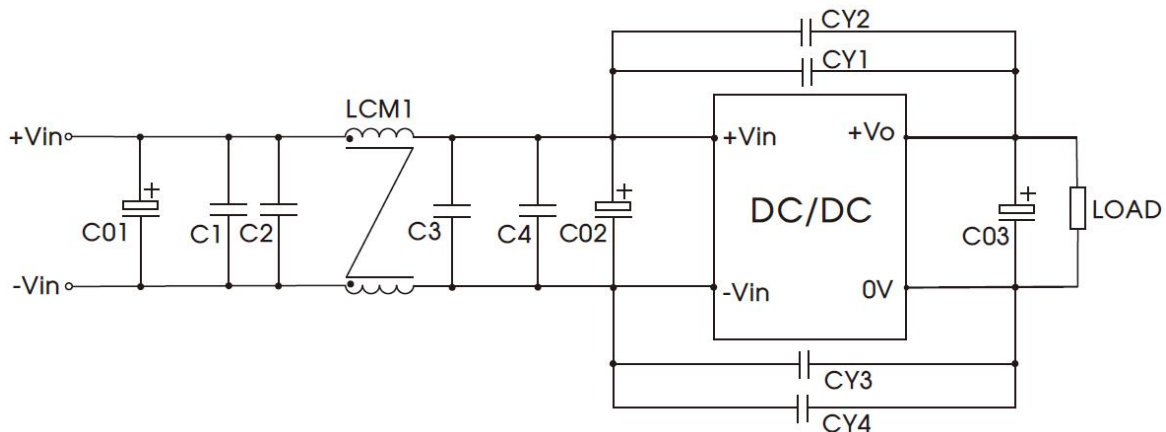 CY2
CY1
LCM1
+Vin
+Vin
+Vo
+
+
+
DC/DC
C01
C1
C2
C3
C4
C02
C03
LOAD
-Vin
-Vin
0V
CY3
CY4